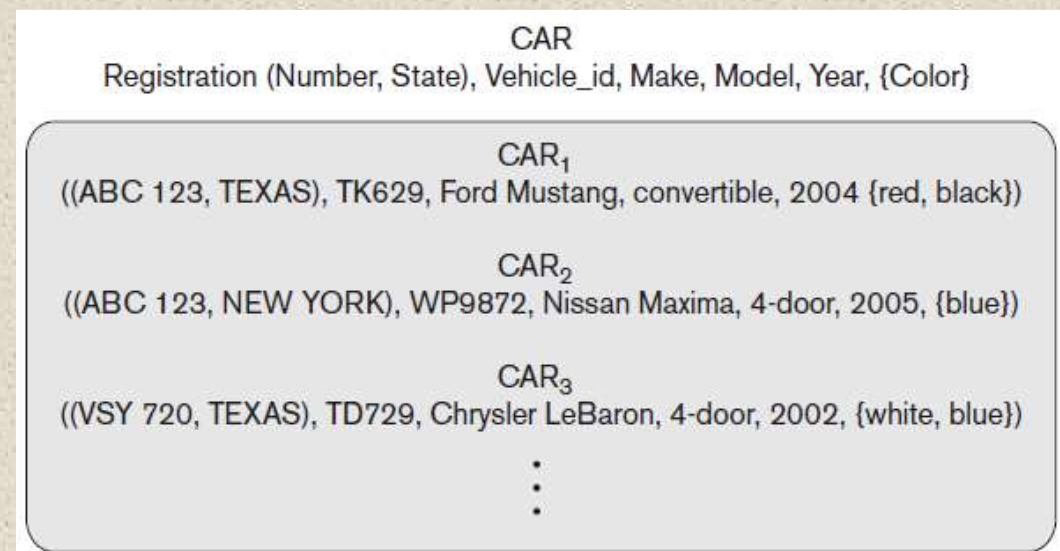 CAR
Registration (Number, State), Vehicle_id, Make, Model, Year, {Color}
CAR₁
((ABC 123, TEXAS), TK629, Ford Mustang, convertible, 2004 {red, black})
CAR₂
((ABC 123, NEW YORK), WP9872, Nissan Maxima, 4-door, 2005, {blue})
CAR₃
((VSY 720, TEXAS), TD729, Chrysler LeBaron, 4-door, 2002, {white, blue})